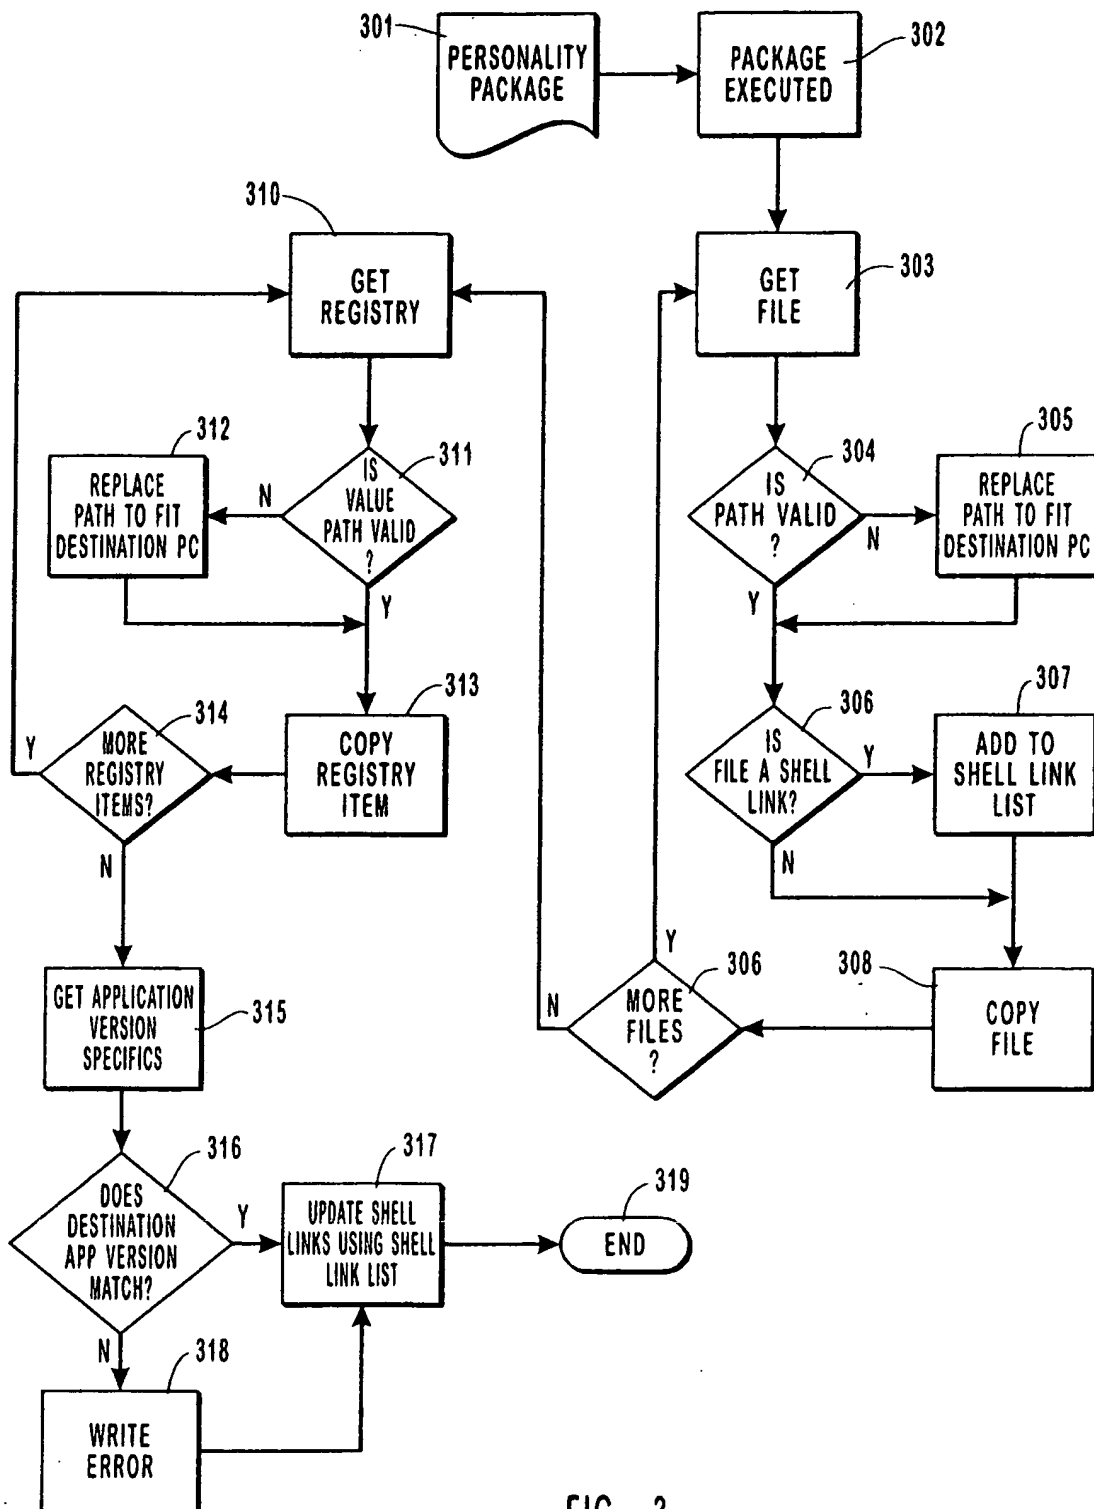 301
PERSONALITY
PACKAGE
302
PACKAGE
EXECUTED
310
GET
REGISTRY
303
GET
FILE
312
REPLACE
PATH TO FIT
DESTINATION PC
N
311
IS
VALUE
PATH VALID
?
Y
304
IS
PATH VALID
?
N
Y
305
REPLACE
PATH TO FIT
DESTINATION PC
314
MORE
REGISTRY
ITEMS?
Y
N
313
COPY
REGISTRY
ITEM
306
IS
FILE A SHELL
LINK?
Y
N
307
ADD TO
SHELL LINK
LIST
315
GET APPLICATION
VERSION
SPECIFICS
306
MORE
FILES
?
Y
N
308
COPY
FILE
316
DOES
DESTINATION
APP VERSION
MATCH?
Y
N
317
UPDATE SHELL
LINKS USING SHELL
LINK LIST
319
END
318
WRITE
ERROR
FIG.